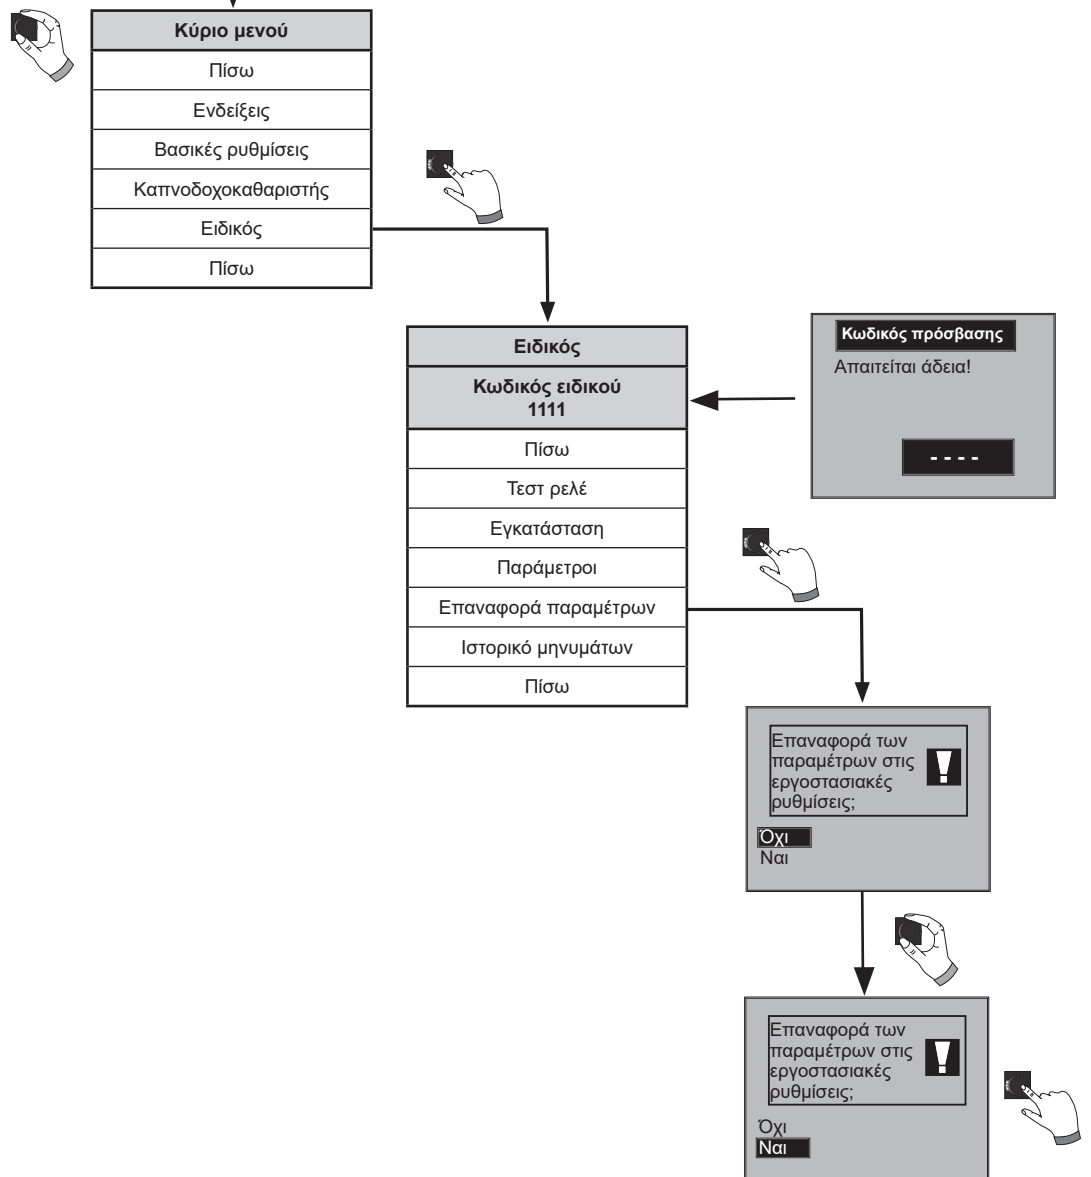 Κύριο μενού
Πίσω
Ενδείξεις
Βασικές ρυθμίσεις
Καπνοδοχοκαθαριστής
Ειδικός
Πίσω
Ειδικός
Κωδικός ειδικού
1111
Πίσω
Τεστ ρελέ
Εγκατάσταση
Παράμετροι
Επαναφορά παραμέτρων
Ιστορικό μηνυμάτων
Πίσω
Κωδικός πρόσβασης
Απαιτείται άδεια!
- - - -
Επαναφορά των
παραμέτρων στις
εργοστασιακές
ρυθμίσεις;
!
Όχι
Ναι
Επαναφορά των
παραμέτρων στις
εργοστασιακές
ρυθμίσεις;
!
Όχι
Ναι